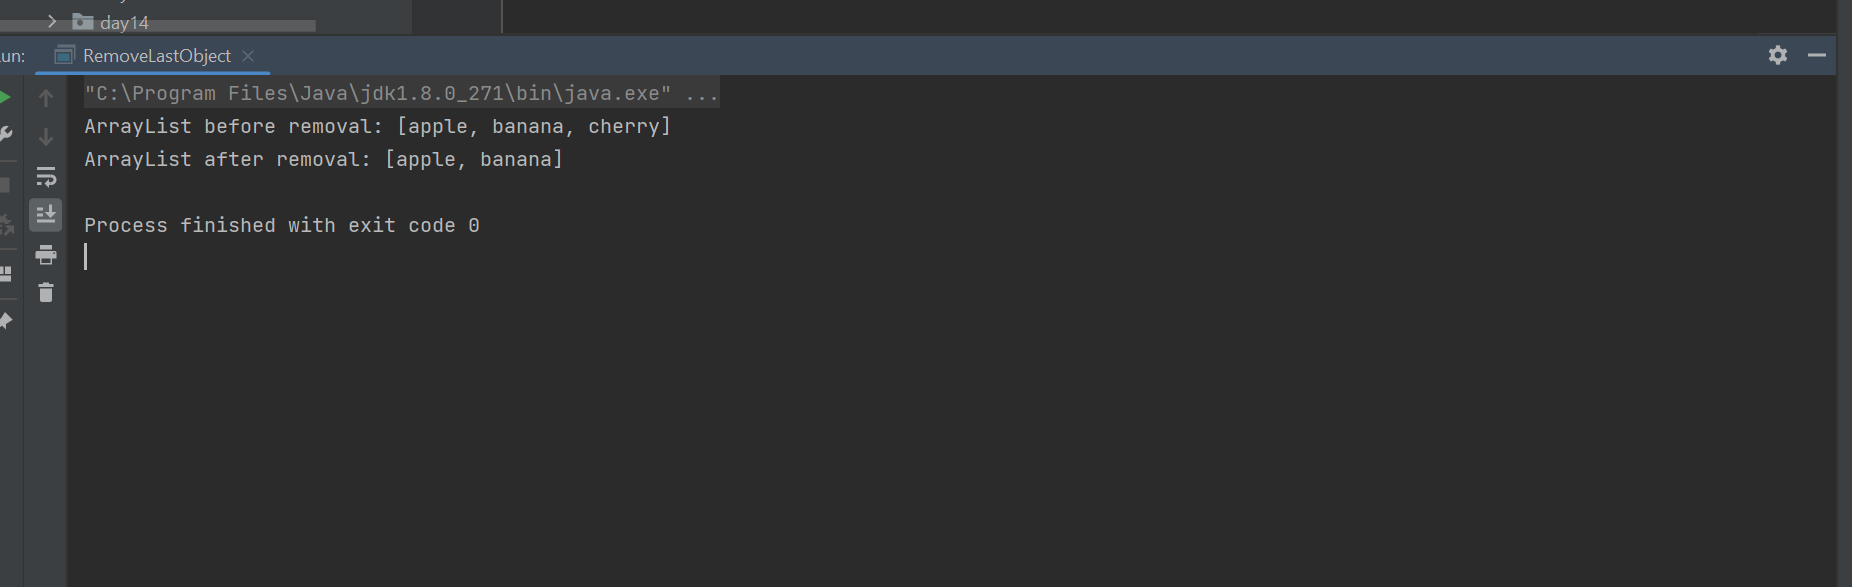 day14
un:
RemoveLastObject
"C:\Program Files\Java\jdk1.8.0_271\bin\java.exe" ...
ArrayList before removal: [apple, banana, cherry]
ArrayList after removal: [apple, banana]
Process finished with exit code 0